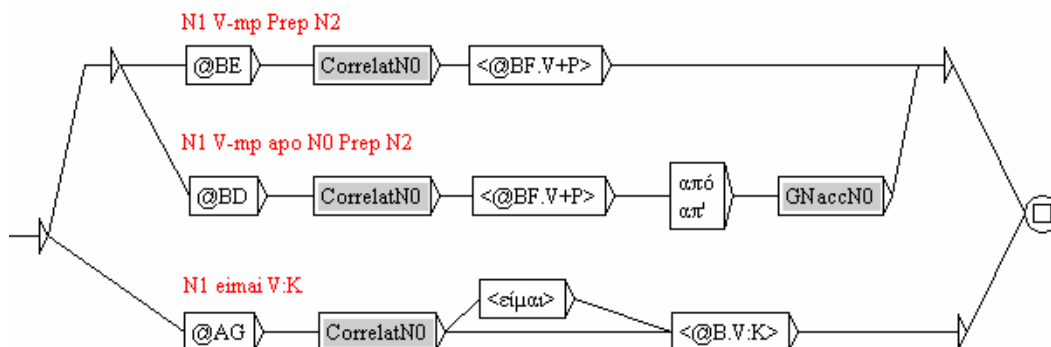 N1 V-mp Prep N2
@BE CorrelatN0 <@BF.V+P>
N1 V-mp apo N0 Prep N2
@BD CorrelatN0 <@BF.V+P> από GNaccN0
απ'
N1 eimai V:K
<είμαι>
@AG CorrelatN0 <@B.V:K>